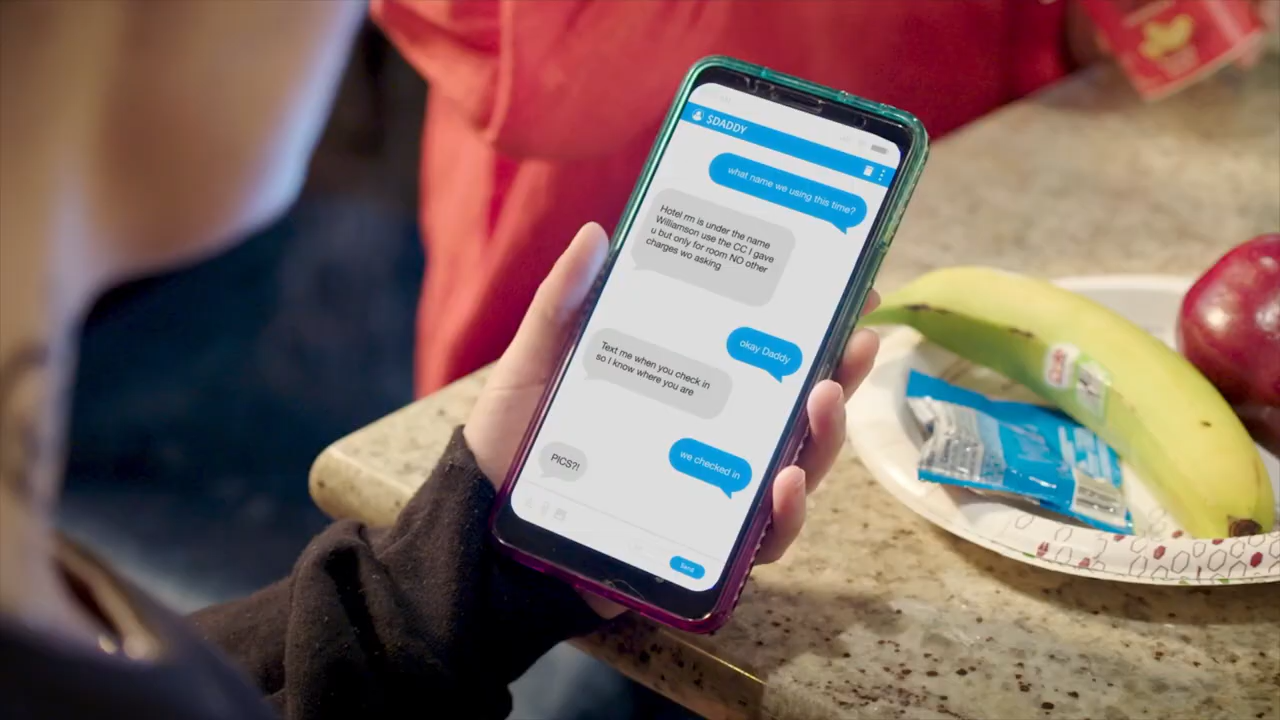 $DADDY
what name we using this time?
Hotel rm is under the name
Williamson use the CC I gave
u but only for room NO other
charges wo asking
okay Daddy
Text me when you check in
so I know where you are
we checked in
PICS?!
Send